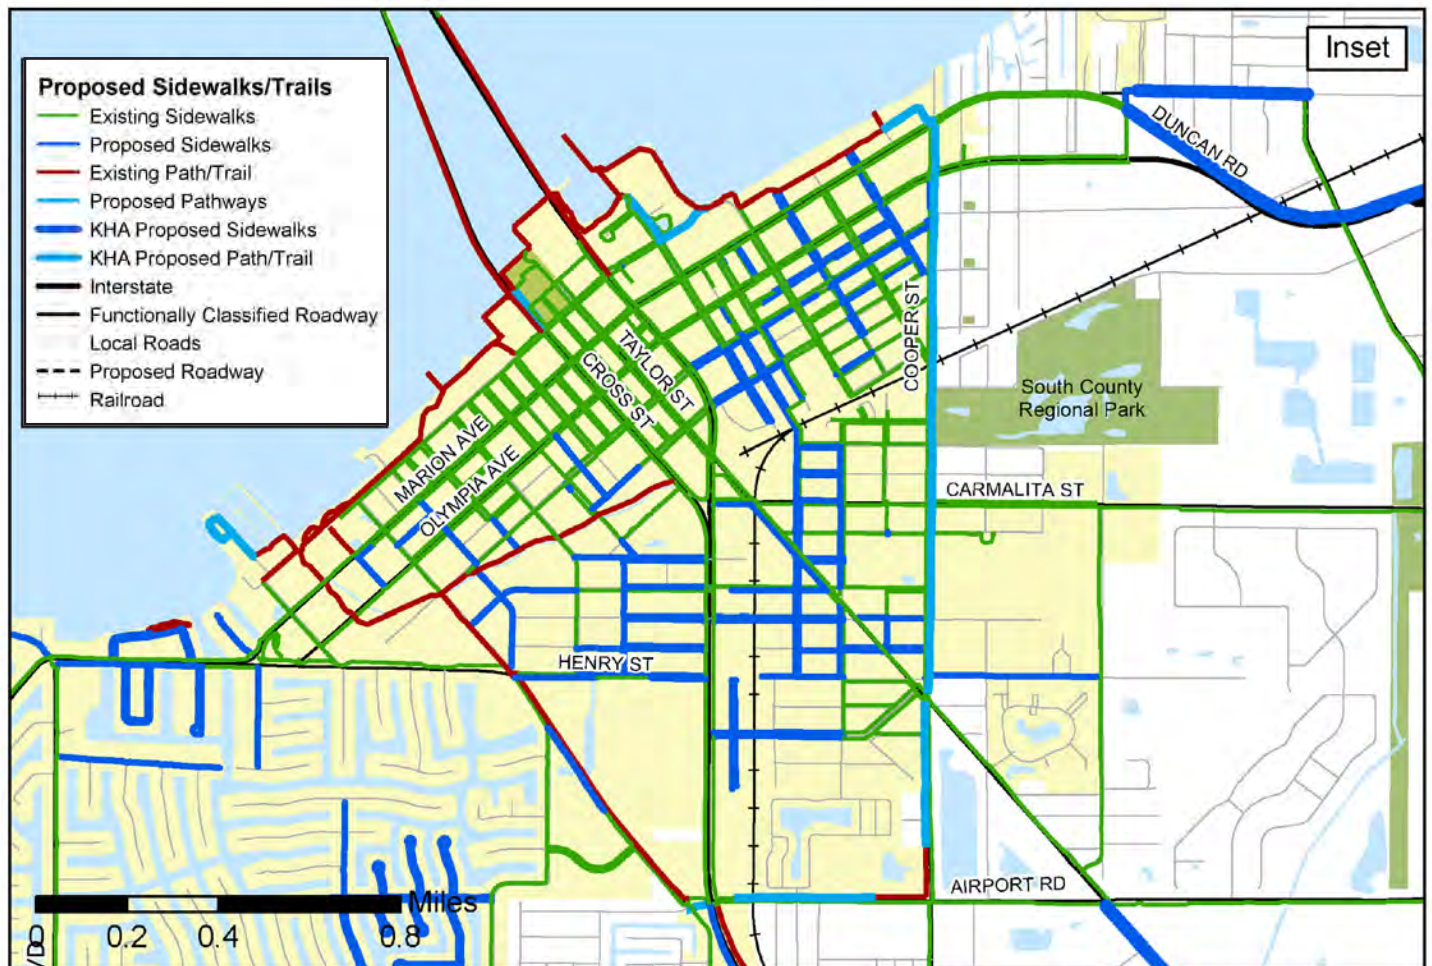 Inset
Proposed Sidewalks/Trails
Existing Sidewalks
Proposed Sidewalks
Existing Path/Trail
Proposed Pathways
KHA Proposed Sidewalks
KHA Proposed Path/Trail
Interstate
Functionally Classified Roadway
Local Roads
Proposed Roadway
Railroad
DUNCAN RD
COOPER ST
TAYLOR ST
CROSS ST
South County
Regional Park
MARION AVE
OLYMPIA AVE
CARMALITA ST
HENRY ST
AIRPORT RD
Miles
0 0.2 0.4 0.8